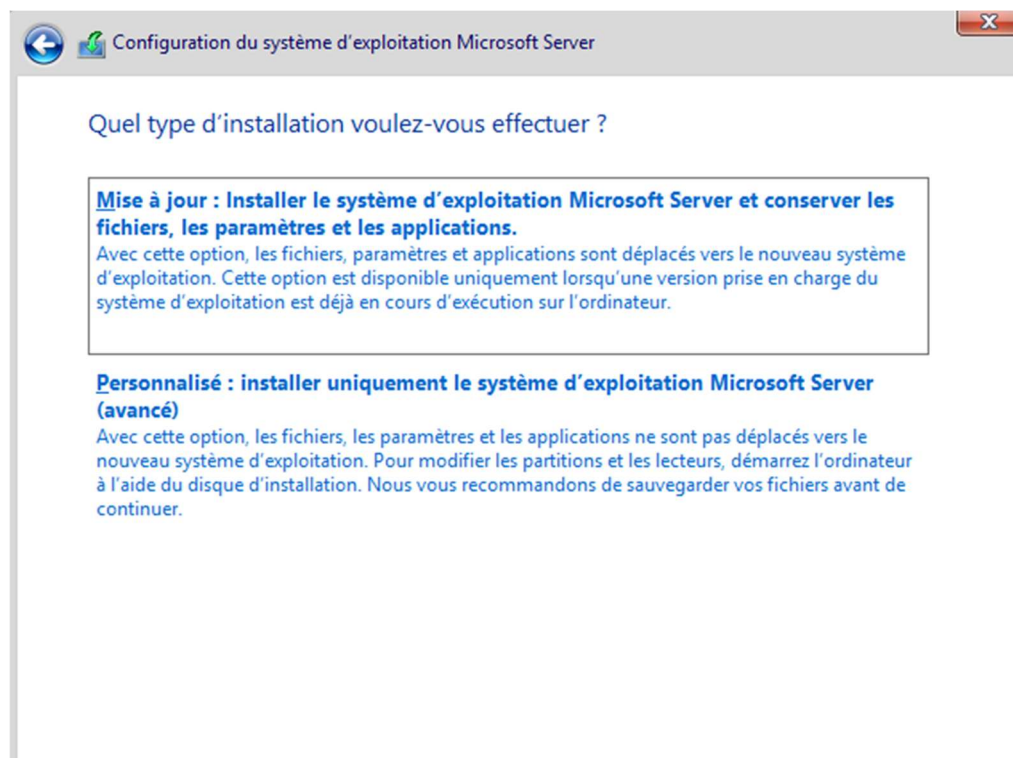 Configuration du système d’exploitation Microsoft Server
Quel type d’installation voulez-vous effectuer ?
Mise à jour : Installer le système d’exploitation Microsoft Server et conserver les
fichiers, les paramètres et les applications.
Avec cette option, les fichiers, paramètres et applications sont déplacés vers le nouveau système
d’exploitation. Cette option est disponible uniquement lorsqu’une version prise en charge du
système d’exploitation est déjà en cours d’exécution sur l’ordinateur.
Personnalisé : installer uniquement le système d’exploitation Microsoft Server
(avancé)
Avec cette option, les fichiers, les paramètres et les applications ne sont pas déplacés vers le
nouveau système d’exploitation. Pour modifier les partitions et les lecteurs, démarrez l’ordinateur
à l’aide du disque d’installation. Nous vous recommandons de sauvegarder vos fichiers avant de
continuer.